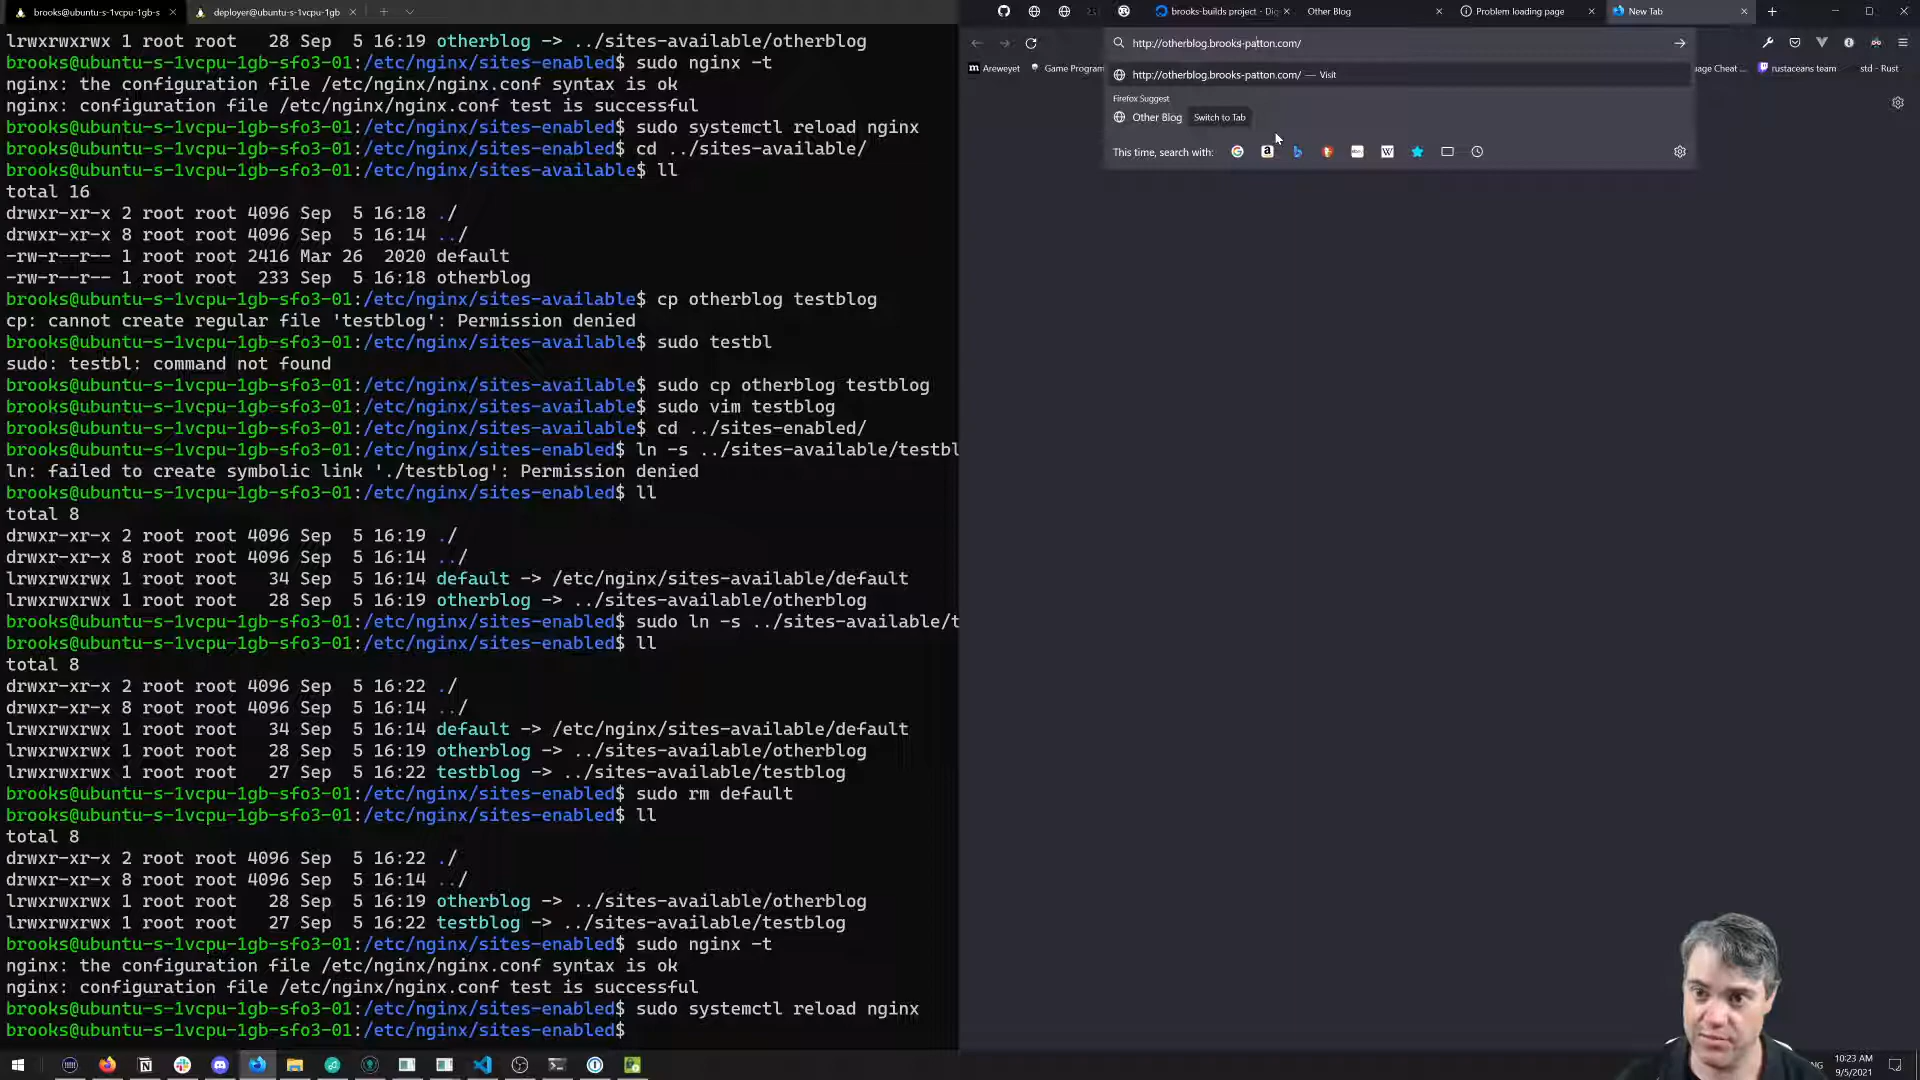 brooks@ubuntu-s-1vcpu-1gb-s
deployer@ubuntu-s-1vcpu-1gb
lrwxrwxrwx 1 root root   28 Sep  5 16:19 otherblog -> ../sites-available/otherblog
brooks@ubuntu-s-1vcpu-1gb-sfo3-01:/etc/nginx/sites-enabled$ sudo nginx -t
nginx: the configuration file /etc/nginx/nginx.conf syntax is ok
nginx: configuration file /etc/nginx/nginx.conf test is successful
brooks@ubuntu-s-1vcpu-1gb-sfo3-01:/etc/nginx/sites-enabled$ sudo systemctl reload nginx
brooks@ubuntu-s-1vcpu-1gb-sfo3-01:/etc/nginx/sites-enabled$ cd ../sites-available/
brooks@ubuntu-s-1vcpu-1gb-sfo3-01:/etc/nginx/sites-available$ ll
total 16
drwxr-xr-x 2 root root 4096 Sep  5 16:18 ./
drwxr-xr-x 8 root root 4096 Sep  5 16:14 ../
-rw-r--r-- 1 root root 2416 Mar 26  2020 default
-rw-r--r-- 1 root root  233 Sep  5 16:18 otherblog
brooks@ubuntu-s-1vcpu-1gb-sfo3-01:/etc/nginx/sites-available$ cp otherblog testblog
cp: cannot create regular file 'testblog': Permission denied
brooks@ubuntu-s-1vcpu-1gb-sfo3-01:/etc/nginx/sites-available$ sudo testbl
sudo: testbl: command not found
brooks@ubuntu-s-1vcpu-1gb-sfo3-01:/etc/nginx/sites-available$ sudo cp otherblog testblog
brooks@ubuntu-s-1vcpu-1gb-sfo3-01:/etc/nginx/sites-available$ sudo vim testblog
brooks@ubuntu-s-1vcpu-1gb-sfo3-01:/etc/nginx/sites-available$ cd ../sites-enabled/
brooks@ubuntu-s-1vcpu-1gb-sfo3-01:/etc/nginx/sites-enabled$ ln -s ../sites-available/testbl
ln: failed to create symbolic link './testblog': Permission denied
brooks@ubuntu-s-1vcpu-1gb-sfo3-01:/etc/nginx/sites-enabled$ ll
total 8
drwxr-xr-x 2 root root 4096 Sep  5 16:19 ./
drwxr-xr-x 8 root root 4096 Sep  5 16:14 ../
lrwxrwxrwx 1 root root   34 Sep  5 16:14 default -> /etc/nginx/sites-available/default
lrwxrwxrwx 1 root root   28 Sep  5 16:19 otherblog -> ../sites-available/otherblog
brooks@ubuntu-s-1vcpu-1gb-sfo3-01:/etc/nginx/sites-enabled$ sudo ln -s ../sites-available/t
brooks@ubuntu-s-1vcpu-1gb-sfo3-01:/etc/nginx/sites-enabled$ ll
total 8
drwxr-xr-x 2 root root 4096 Sep  5 16:22 ./
drwxr-xr-x 8 root root 4096 Sep  5 16:14 ../
lrwxrwxrwx 1 root root   34 Sep  5 16:14 default -> /etc/nginx/sites-available/default
lrwxrwxrwx 1 root root   28 Sep  5 16:19 otherblog -> ../sites-available/otherblog
lrwxrwxrwx 1 root root   27 Sep  5 16:22 testblog -> ../sites-available/testblog
brooks@ubuntu-s-1vcpu-1gb-sfo3-01:/etc/nginx/sites-enabled$ sudo rm default
brooks@ubuntu-s-1vcpu-1gb-sfo3-01:/etc/nginx/sites-enabled$ ll
total 8
drwxr-xr-x 2 root root 4096 Sep  5 16:22 ./
drwxr-xr-x 8 root root 4096 Sep  5 16:14 ../
lrwxrwxrwx 1 root root   28 Sep  5 16:19 otherblog -> ../sites-available/otherblog
lrwxrwxrwx 1 root root   27 Sep  5 16:22 testblog -> ../sites-available/testblog
brooks@ubuntu-s-1vcpu-1gb-sfo3-01:/etc/nginx/sites-enabled$ sudo nginx -t
nginx: the configuration file /etc/nginx/nginx.conf syntax is ok
nginx: configuration file /etc/nginx/nginx.conf test is successful
brooks@ubuntu-s-1vcpu-1gb-sfo3-01:/etc/nginx/sites-enabled$ sudo systemctl reload nginx
brooks@ubuntu-s-1vcpu-1gb-sfo3-01:/etc/nginx/sites-enabled$
brooks-builds project - Dig
Other Blog
Problem loading page
New Tab
http://otherblog.brooks-patton.com/
Areweyet
Game Program
uage Cheat ...
rustaceans team
std - Rust
http://otherblog.brooks-patton.com/ — Visit
Firefox Suggest
Other Blog Switch to Tab
This time, search with:
10:23 AM
9/5/2021